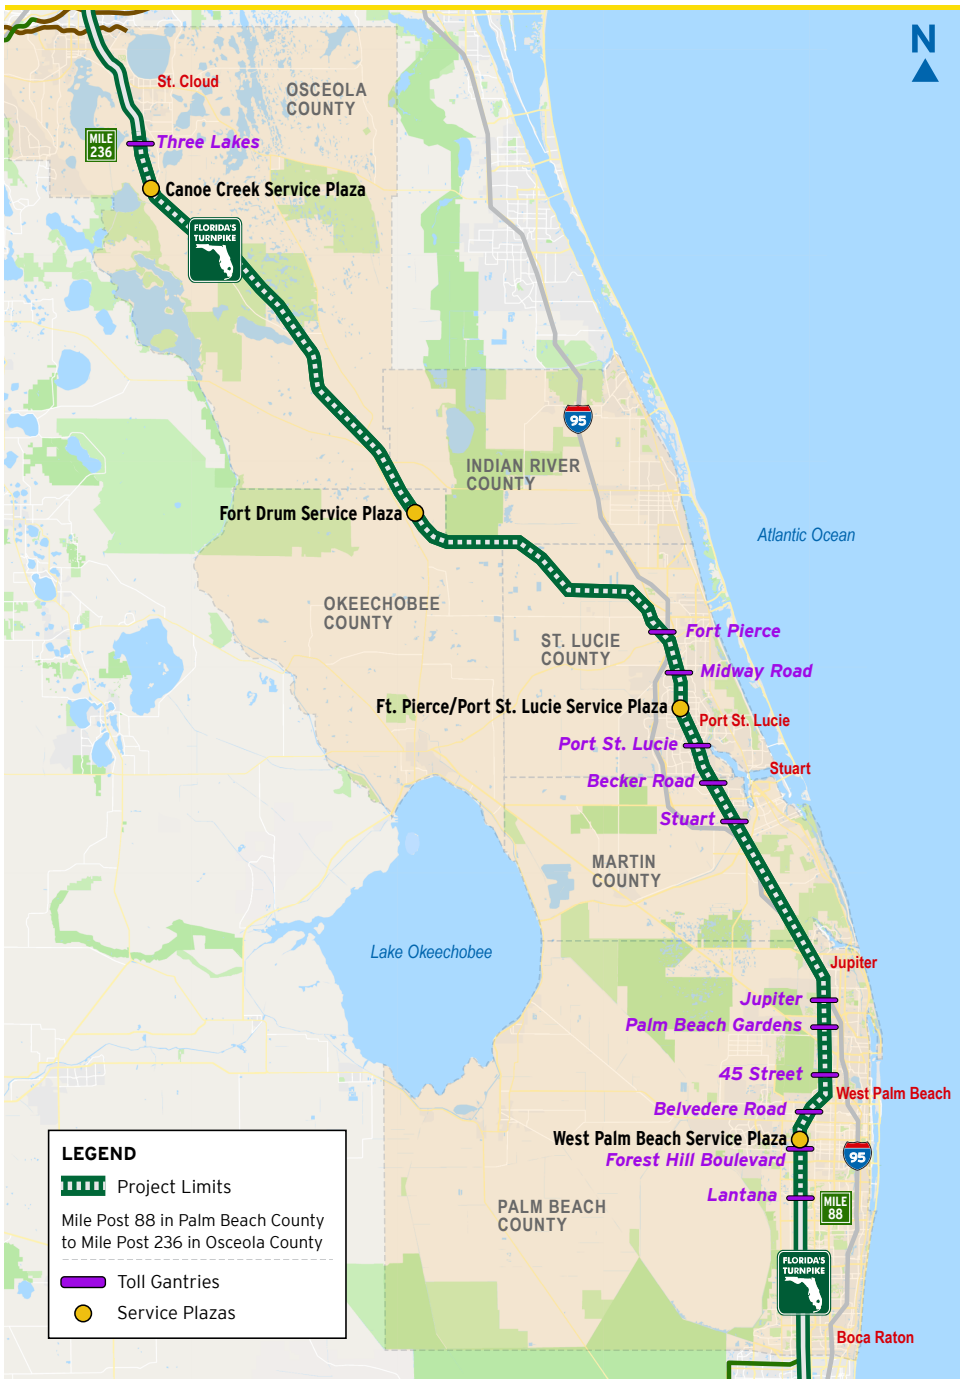 N
St. Cloud
OSCEOLA
COUNTY
MILE
236
Three Lakes
Canoe Creek Service Plaza
FLORIDA'S
TURNPIKE
95
INDIAN RIVER
COUNTY
Fort Drum Service Plaza
Atlantic Ocean
OKEECHOBEE
COUNTY
ST. LUCIE
COUNTY
Fort Pierce
Midway Road
Ft. Pierce/Port St. Lucie Service Plaza
Port St. Lucie
Port St. Lucie
Stuart
Becker Road
Stuart
MARTIN
COUNTY
Lake Okeechobee
Jupiter
Jupiter
Palm Beach Gardens
45 Street
West Palm Beach
Belvedere Road
West Palm Beach Service Plaza
Forest Hill Boulevard
95
Lantana
MILE
88
PALM BEACH
COUNTY
FLORIDA'S
TURNPIKE
Boca Raton
LEGEND
Project Limits
Mile Post 88 in Palm Beach County
to Mile Post 236 in Osceola County
Toll Gantries
Service Plazas